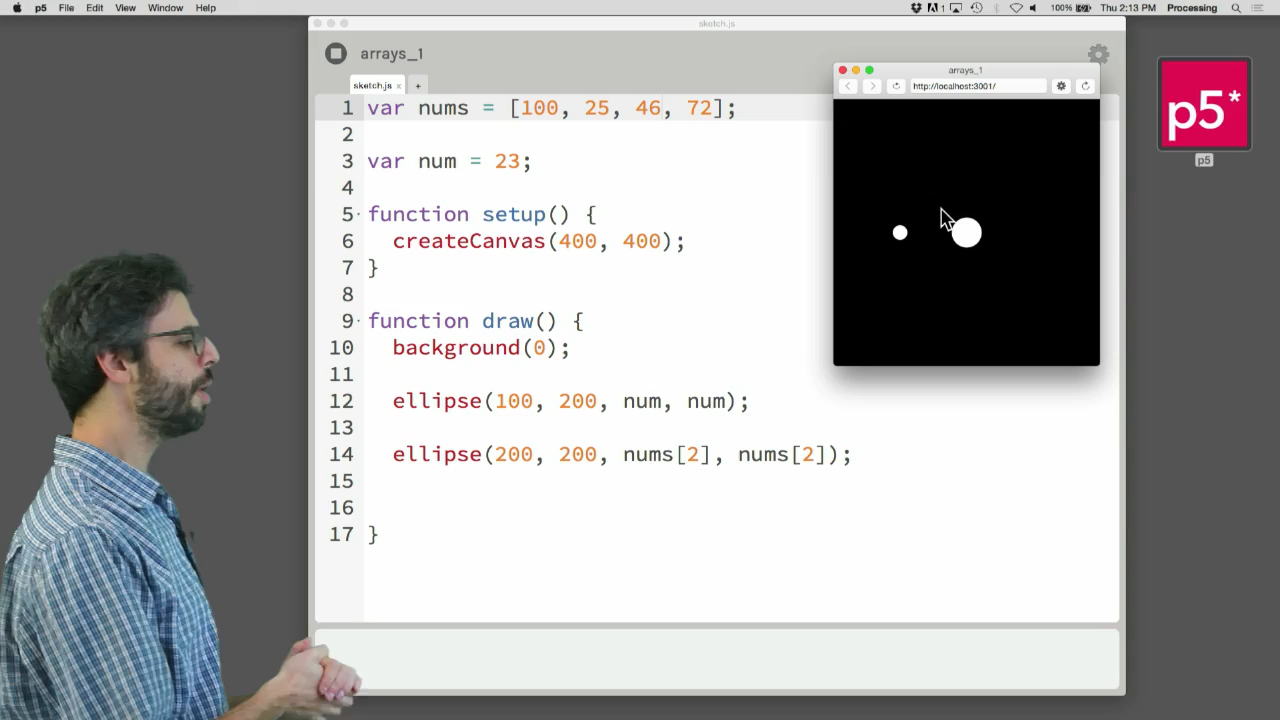 p5 File Edit View Window Help 1 100% Thu 2:13 PM Processing
sketch.js
arrays_1
sketch.js x +
1 var nums = [100, 25, 46, 72];
2
3 var num = 23;
4
5 function setup() {
6 createCanvas(400, 400);
7 }
8
9 function draw() {
10 background(0);
11
12 ellipse(100, 200, num, num);
13
14 ellipse(200, 200, nums[2], nums[2]);
15
16
17 }
arrays_1
http://localhost:3001/
p5*
p5